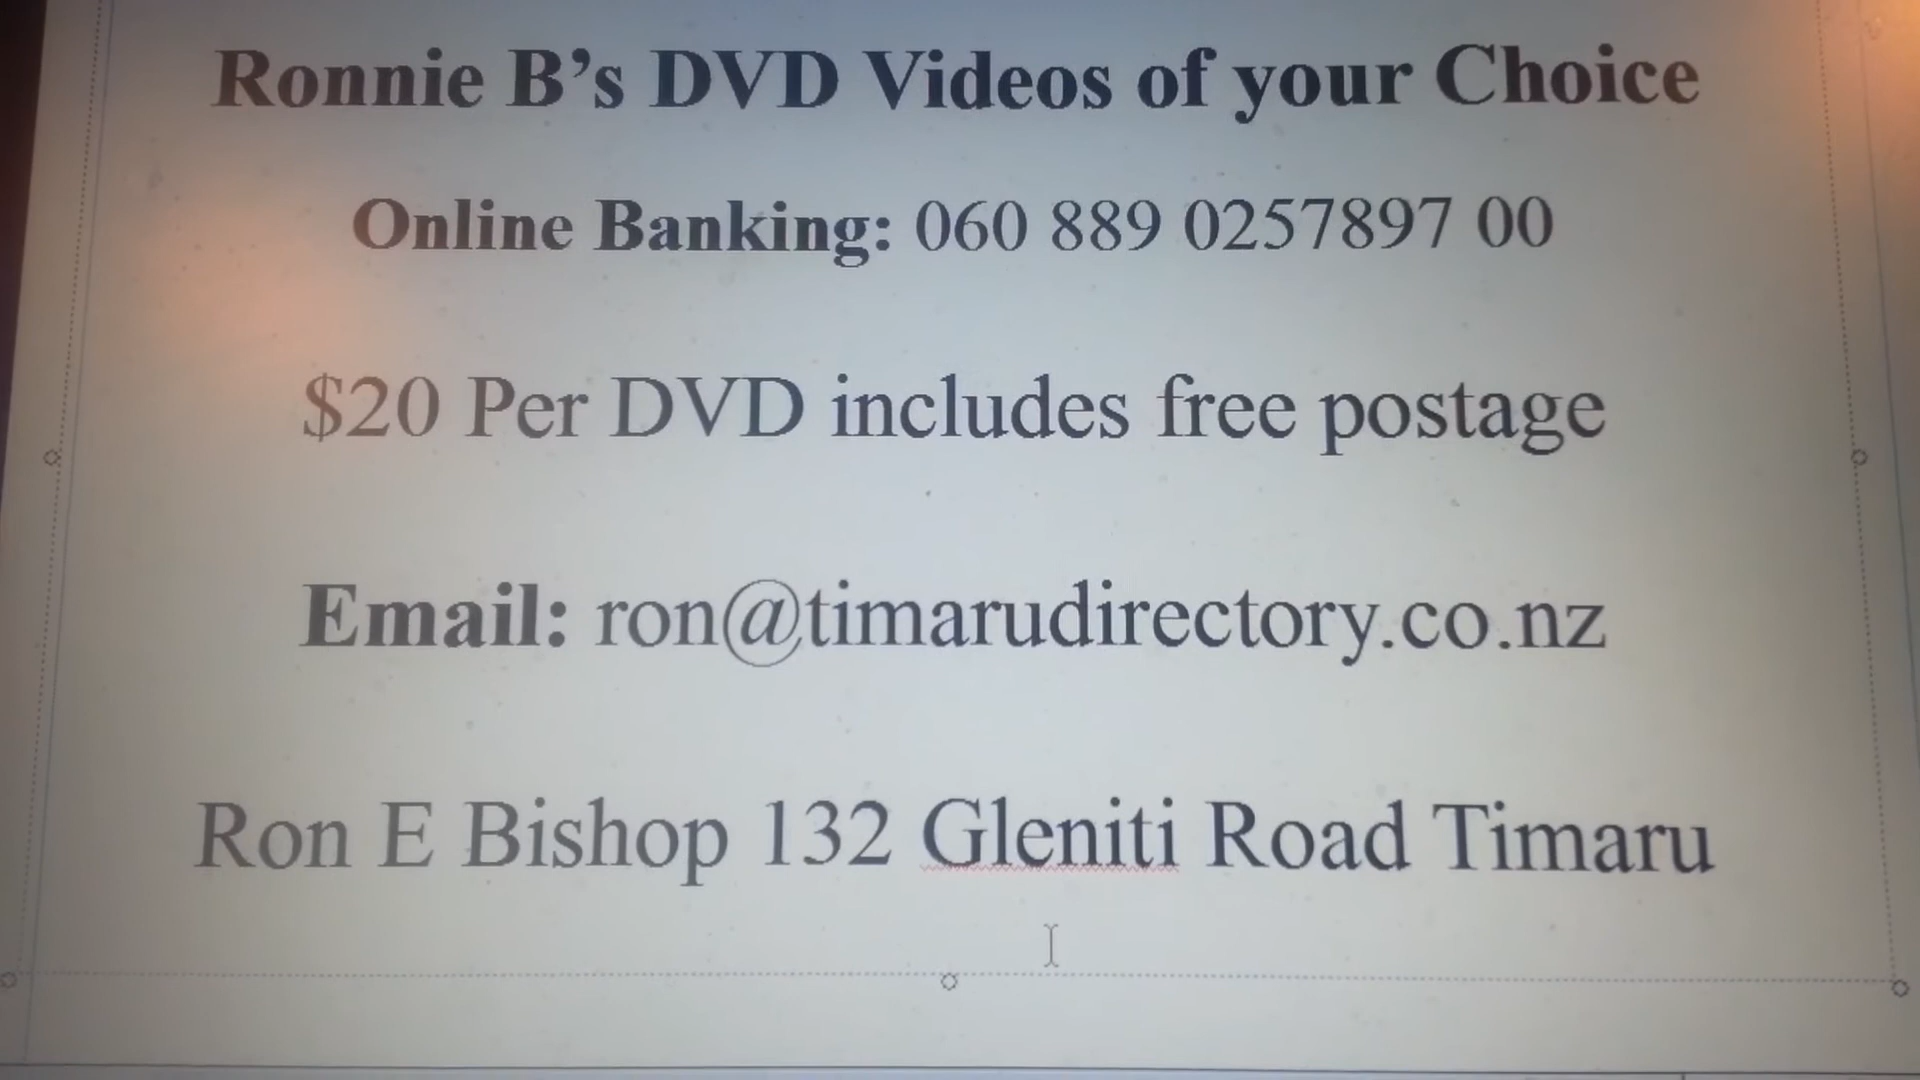 Ronnie B’s DVD Videos of your Choice
Online Banking: 060 889 0257897 00
$20 Per DVD includes free postage
Email: ron@timarudirectory.co.nz
Ron E Bishop 132 Gleniti Road Timaru